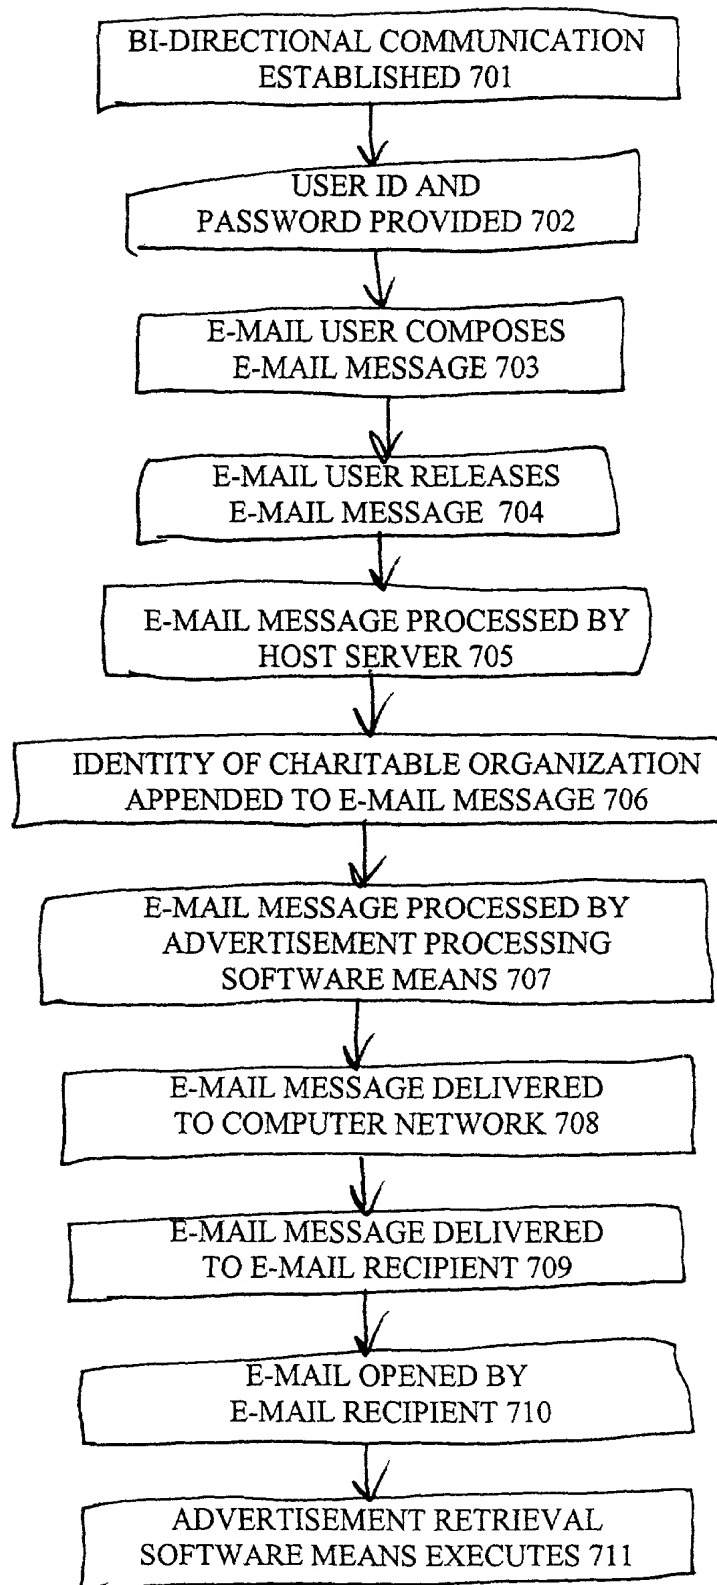 BI-DIRECTIONAL COMMUNICATION
ESTABLISHED 701
USER ID AND
PASSWORD PROVIDED 702
E-MAIL USER COMPOSES
E-MAIL MESSAGE 703
E-MAIL USER RELEASES
E-MAIL MESSAGE 704
E-MAIL MESSAGE PROCESSED BY
HOST SERVER 705
IDENTITY OF CHARITABLE ORGANIZATION
APPENDED TO E-MAIL MESSAGE 706
E-MAIL MESSAGE PROCESSED BY
ADVERTISEMENT PROCESSING
SOFTWARE MEANS 707
E-MAIL MESSAGE DELIVERED
TO COMPUTER NETWORK 708
E-MAIL MESSAGE DELIVERED
TO E-MAIL RECIPIENT 709
E-MAIL OPENED BY
E-MAIL RECIPIENT 710
ADVERTISEMENT RETRIEVAL
SOFTWARE MEANS EXECUTES 711